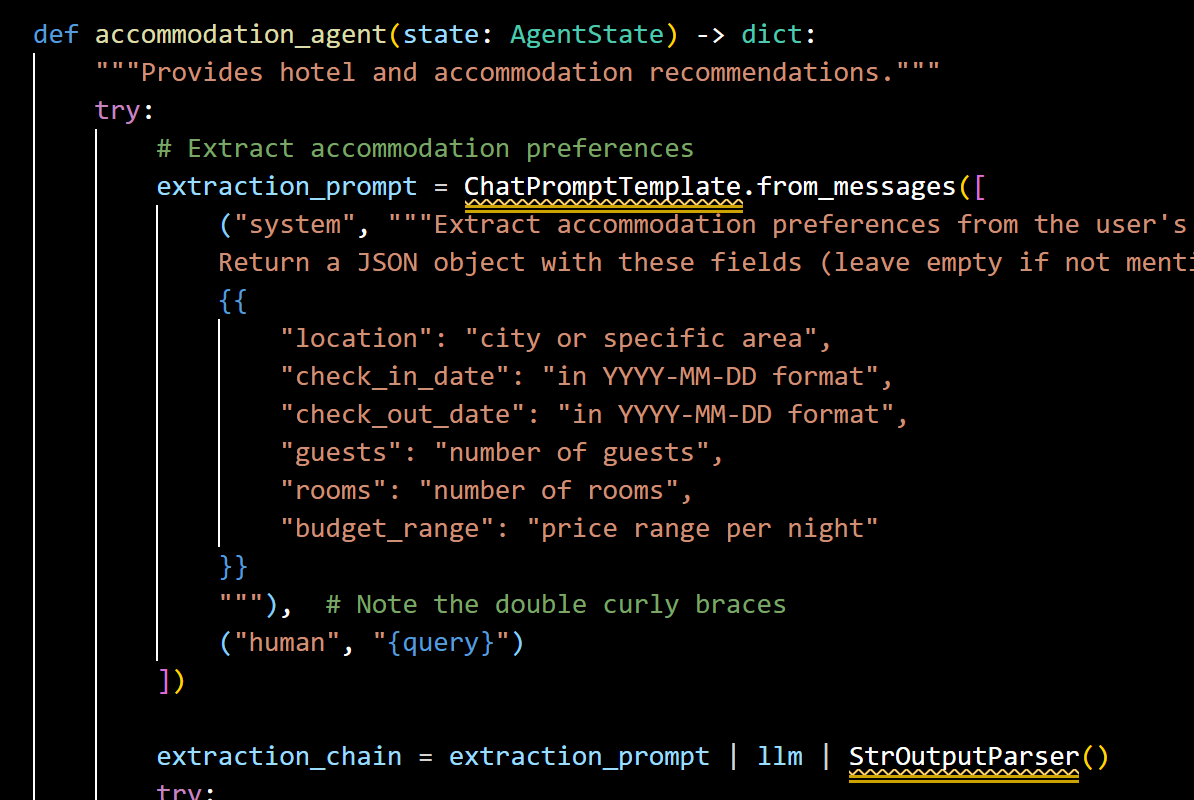 def accommodation_agent(state: AgentState) -> dict:
    """Provides hotel and accommodation recommendations."""
    try:
        # Extract accommodation preferences
        extraction_prompt = ChatPromptTemplate.from_messages([
            ("system", """Extract accommodation preferences from the user's
            Return a JSON object with these fields (leave empty if not menti
            {{
                "location": "city or specific area",
                "check_in_date": "in YYYY-MM-DD format",
                "check_out_date": "in YYYY-MM-DD format",
                "guests": "number of guests",
                "rooms": "number of rooms",
                "budget_range": "price range per night"
            }}
            """),  # Note the double curly braces
            ("human", "{query}")
        ])
        extraction_chain = extraction_prompt | llm | StrOutputParser()
        try: